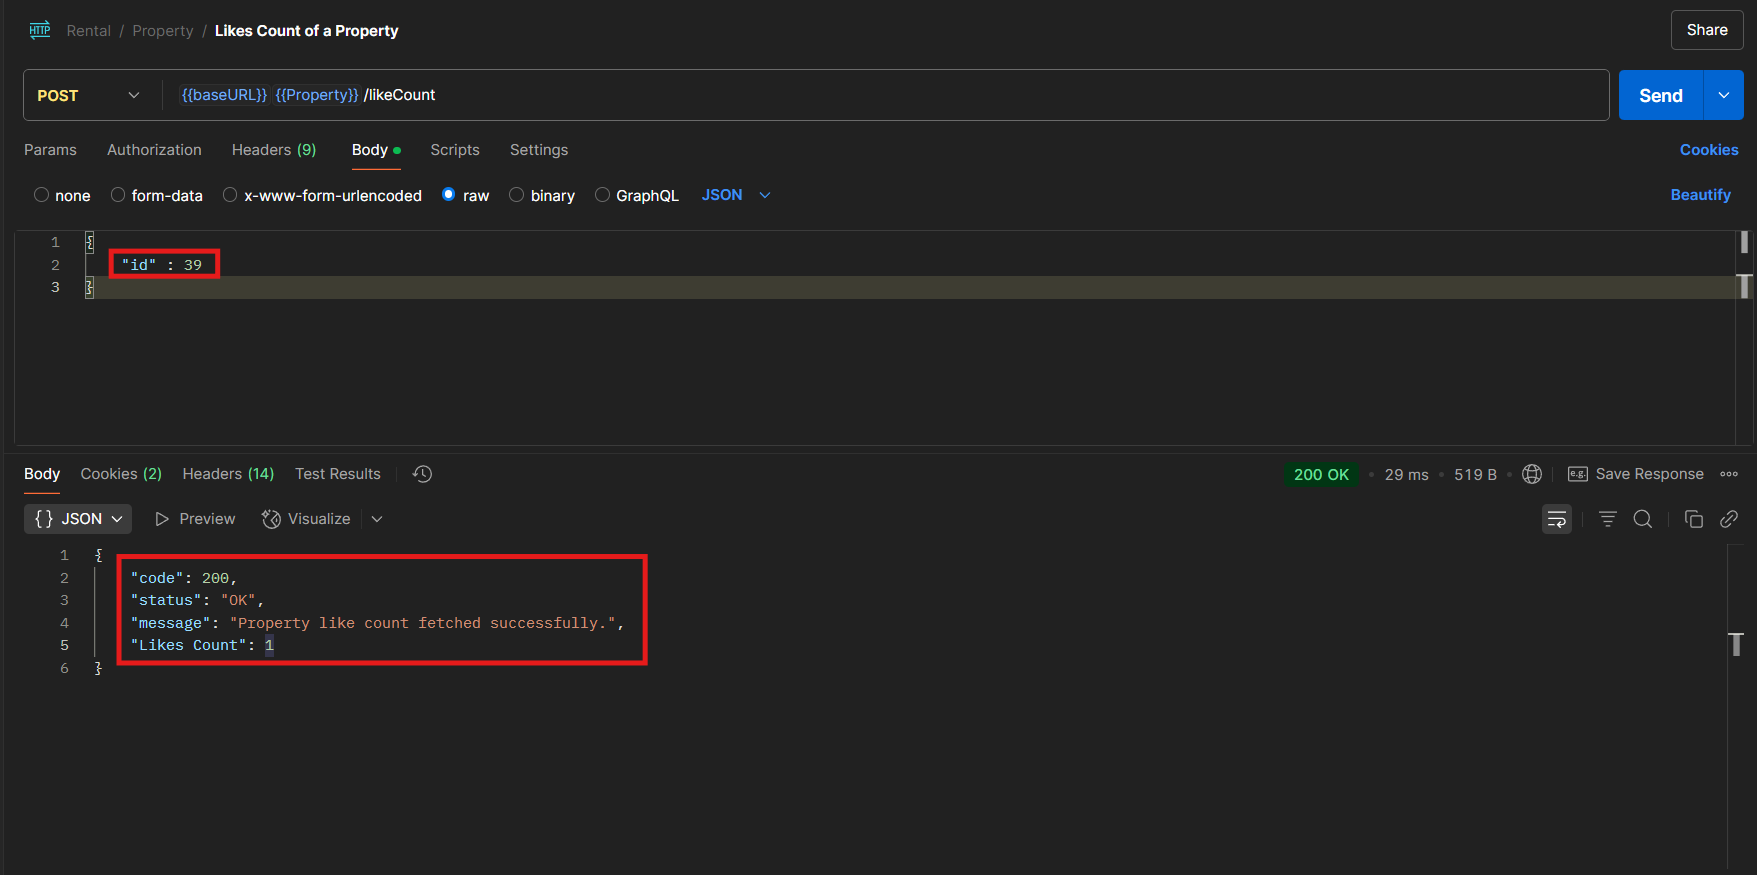 HTTP Rental / Property / Likes Count of a Property Share
POST {{baseURL}} {{Property}} /likeCount Send
Params Authorization Headers (9) Body Scripts Settings Cookies
none form-data x-www-form-urlencoded raw binary GraphQL JSON Beautify
1 {
2 "id" : 39
3 }
Body Cookies (2) Headers (14) Test Results 200 OK • 29 ms • 519 B • e.g. Save Response
{} JSON Preview Visualize
1 {
2 "code": 200,
3 "status": "OK",
4 "message": "Property like count fetched successfully.",
5 "Likes Count": 1
6 }